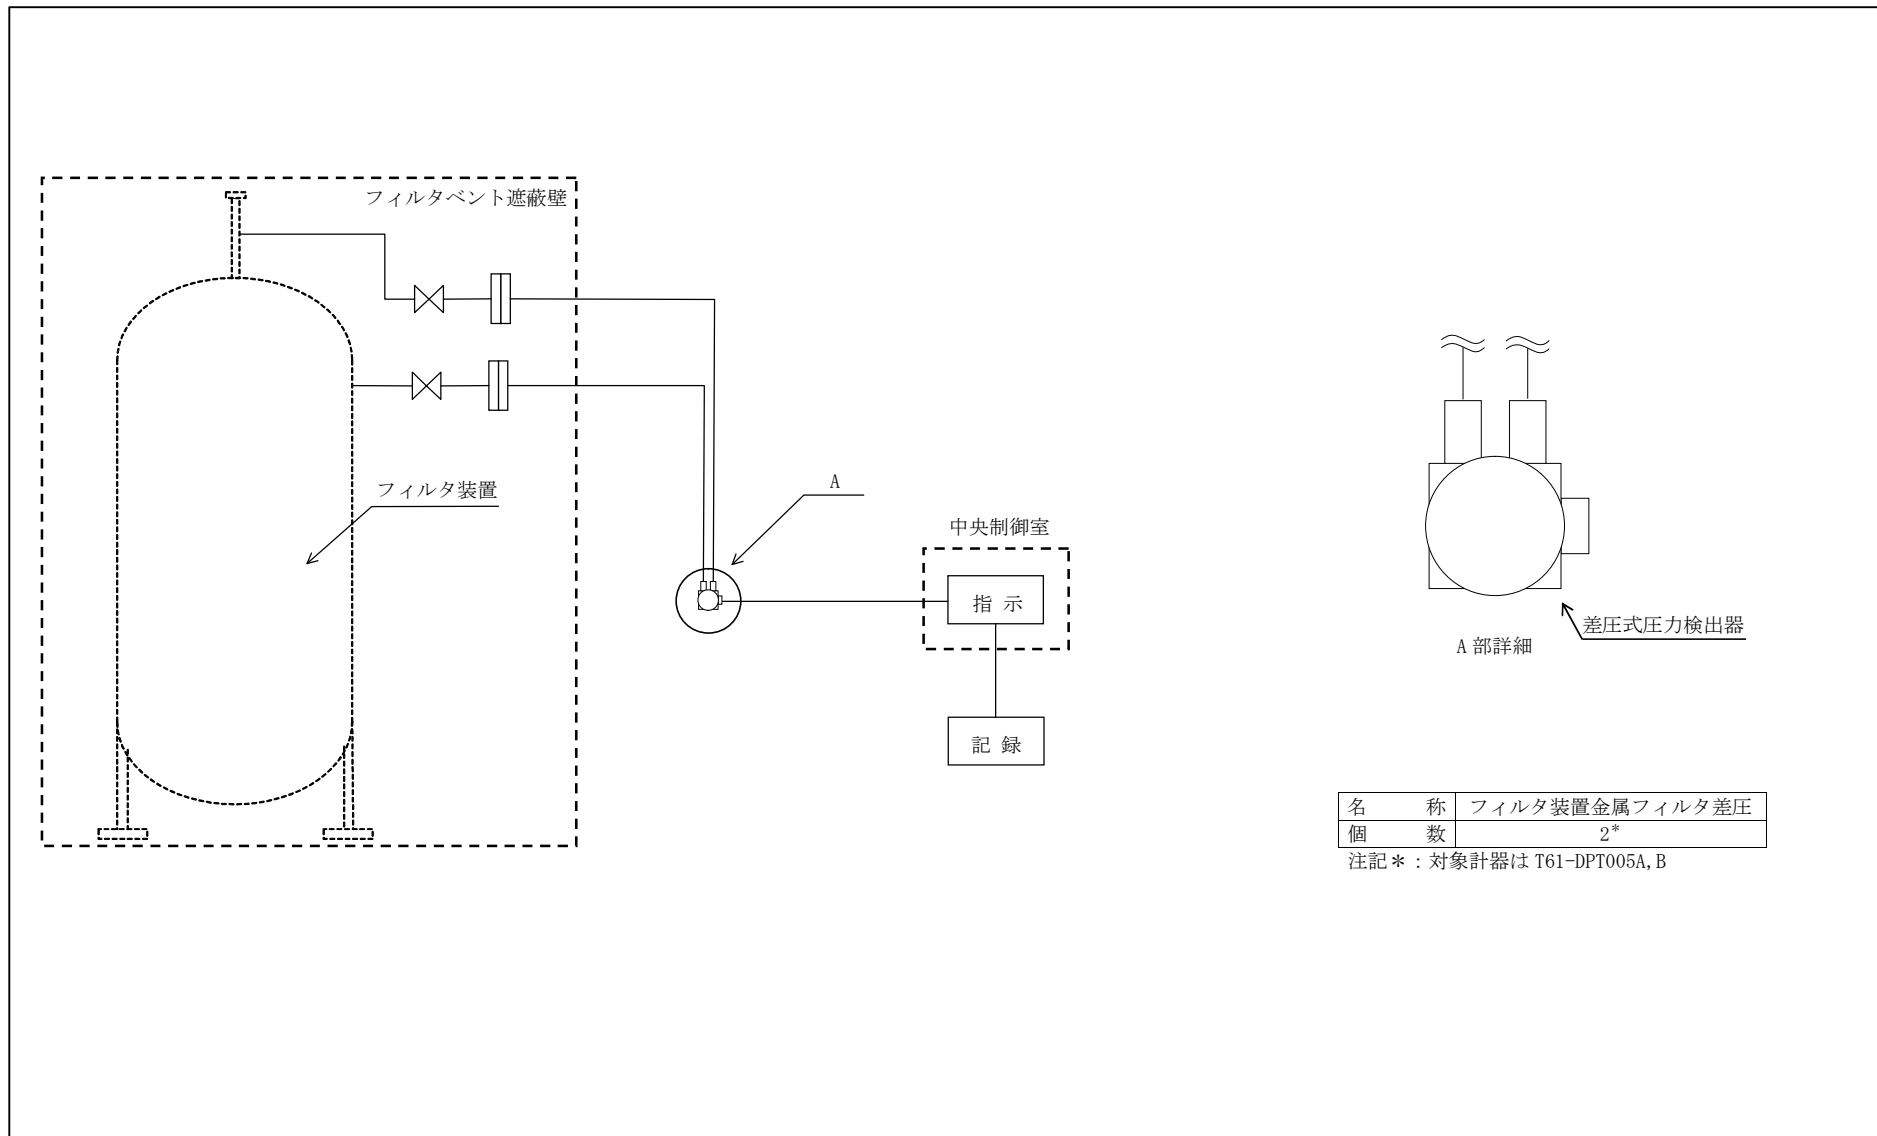 フィルタベント遮蔽壁
フィルタ装置
A
中央制御室
指 示
記 録
差圧式圧力検出器
A 部詳細
名 称 フィルタ装置金属フィルタ差圧
個 数 2*
注記＊：対象計器は T61-DPT005A,B